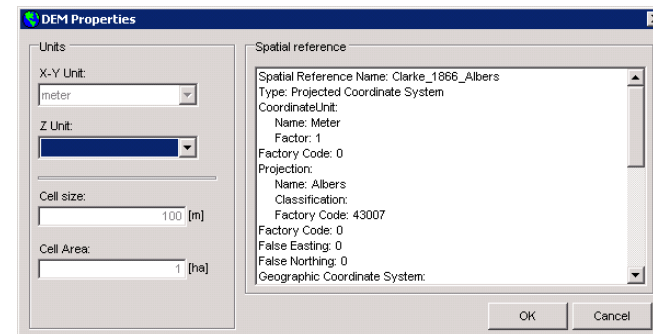 DEM Properties
Units
X-Y Unit:
meter
Z Unit:
Cell size:
100 [m]
Cell Area:
1 [ha]
Spatial reference
Spatial Reference Name: Clarke_1866_Albers
Type: Projected Coordinate System
CoordinateUnit:
Name: Meter
Factor: 1
Factory Code: 0
Projection:
Name: Albers
Classification:
Factory Code: 43007
Factory Code: 0
False Easting: 0
False Northing: 0
Geographic Coordinate System:
OK Cancel